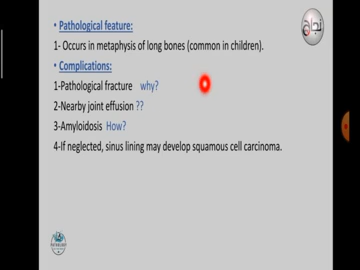 • Pathological feature:
1- Occurs in metaphysis of long bones (common in children).
• Complications:
1-Pathological fracture why?
2-Nearby joint effusion ??
3-Amyloidosis How?
4-If neglected, sinus lining may develop squamous cell carcinoma.
نجاح